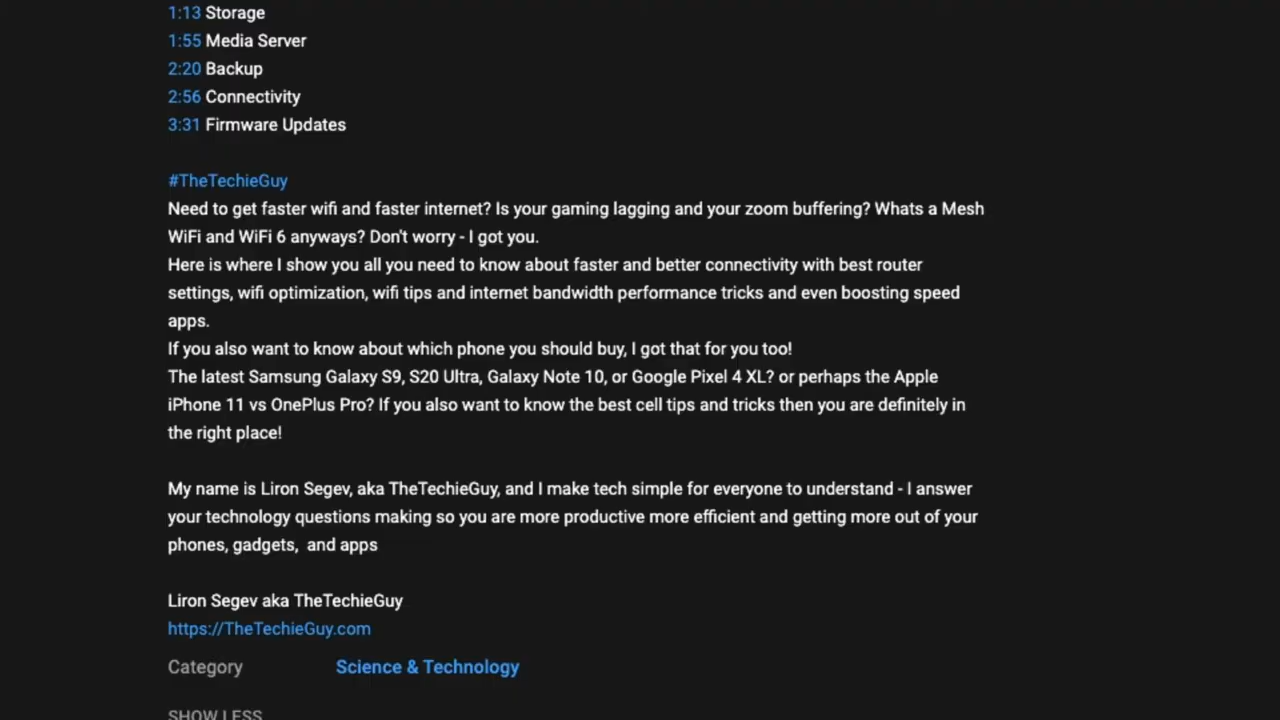 1:13 Storage
1:55 Media Server
2:20 Backup
2:56 Connectivity
3:31 Firmware Updates
#TheTechieGuy
Need to get faster wifi and faster internet? Is your gaming lagging and your zoom buffering? Whats a Mesh
WiFi and WiFi 6 anyways? Don't worry - I got you.
Here is where I show you all you need to know about faster and better connectivity with best router
settings, wifi optimization, wifi tips and internet bandwidth performance tricks and even boosting speed
apps.
If you also want to know about which phone you should buy, I got that for you too!
The latest Samsung Galaxy S9, S20 Ultra, Galaxy Note 10, or Google Pixel 4 XL? or perhaps the Apple
iPhone 11 vs OnePlus Pro? If you also want to know the best cell tips and tricks then you are definitely in
the right place!
My name is Liron Segev, aka TheTechieGuy, and I make tech simple for everyone to understand - I answer
your technology questions making so you are more productive more efficient and getting more out of your
phones, gadgets,  and apps
Liron Segev aka TheTechieGuy
https://TheTechieGuy.com
Category Science & Technology
SHOW LESS